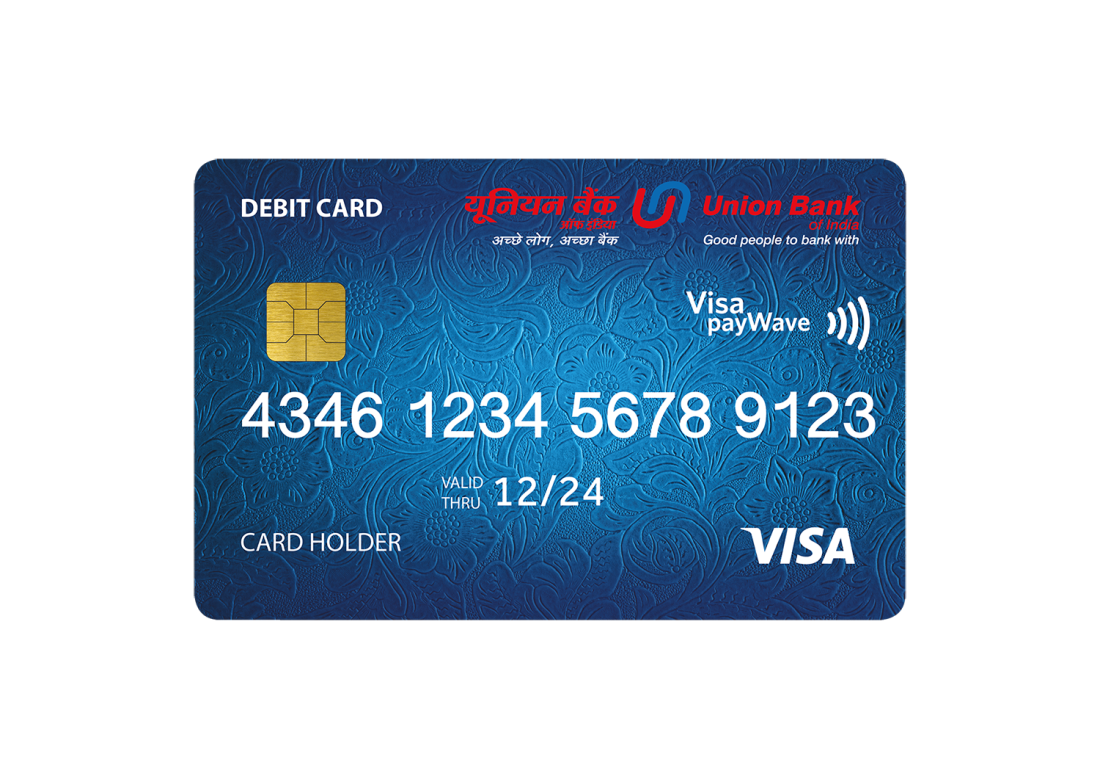 DEBIT CARD
यूनियन बैंक Union Bank
ऑफ इंडिया of India
अच्छे लोग, अच्छा बैंक Good people to bank with
Visa
payWave
4346 1234 5678 9123
VALID
THRU 12/24
CARD HOLDER
VISA